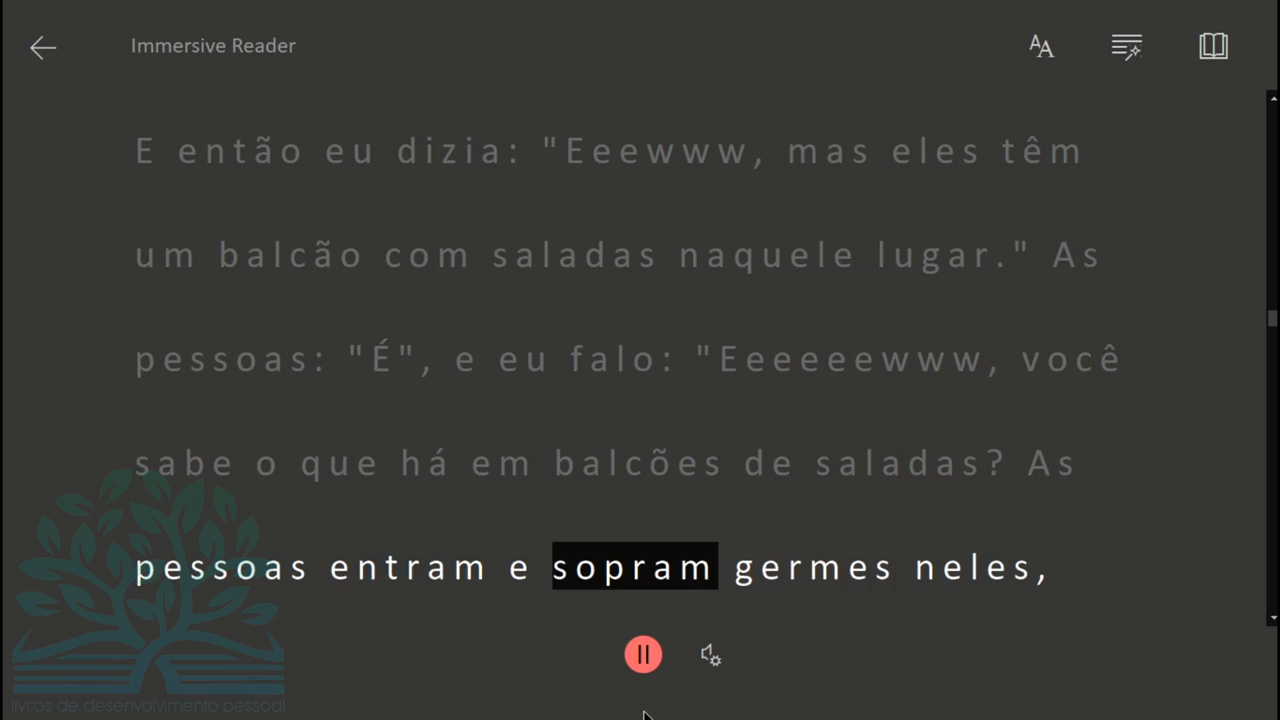 Immersive Reader
E então eu dizia: "Eeewww, mas eles têm
um balcão com saladas naquele lugar." As
pessoas: "É", e eu falo: "Eeeeeewww, você
sabe o que há em balcões de saladas? As
pessoas entram e sopram germes neles,
livros de desenvolvimento pessoal